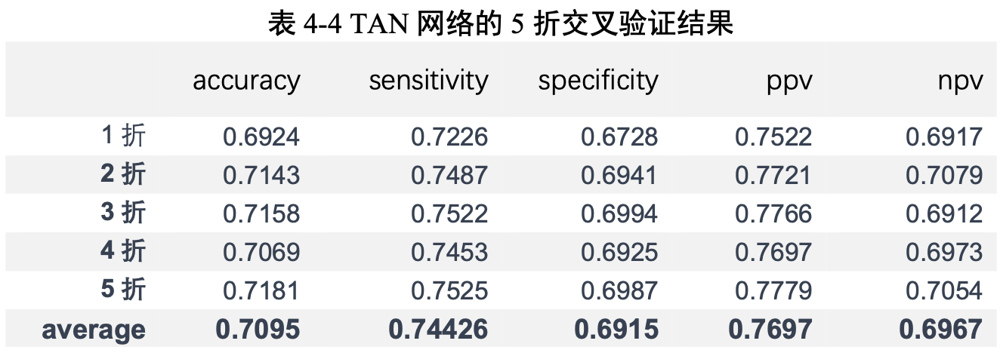 表 4-4 TAN 网络的 5 折交叉验证结果
accuracy sensitivity specificity ppv npv
1 折 0.6924 0.7226 0.6728 0.7522 0.6917
2 折 0.7143 0.7487 0.6941 0.7721 0.7079
3 折 0.7158 0.7522 0.6994 0.7766 0.6912
4 折 0.7069 0.7453 0.6925 0.7697 0.6973
5 折 0.7181 0.7525 0.6987 0.7779 0.7054
average 0.7095 0.74426 0.6915 0.7697 0.6967